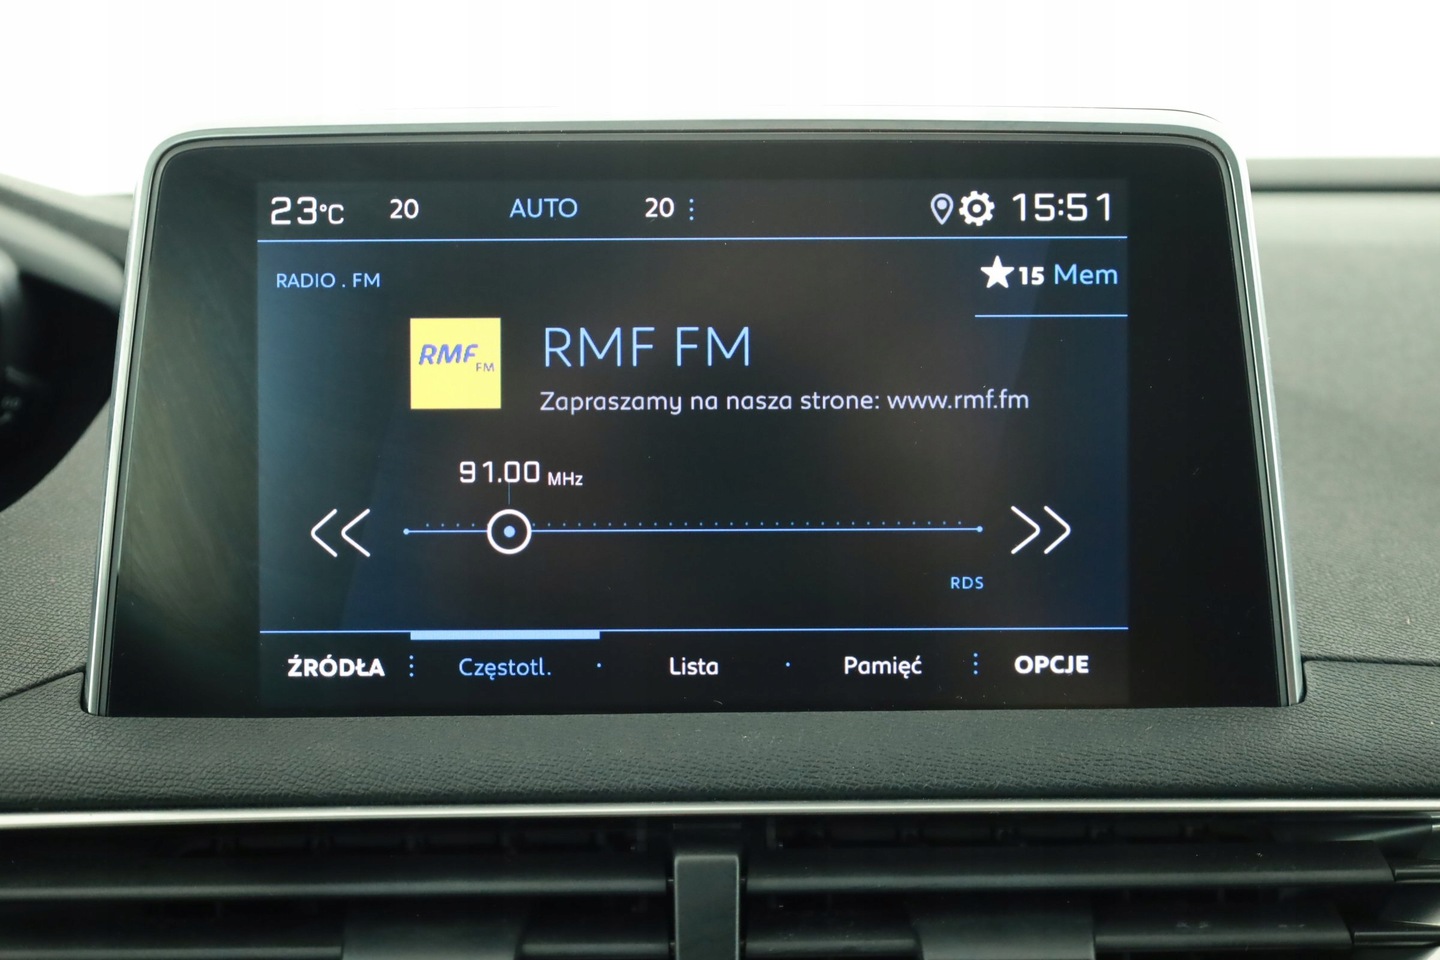 23°C 20 AUTO 20 15:51
RADIO . FM
15 Mem
RMF FM
RMF FM
Zapraszamy na nasza strone: www.rmf.fm
91.00 MHz
RDS
ŹRÓDŁA Częstotl. Lista Pamięć OPCJE